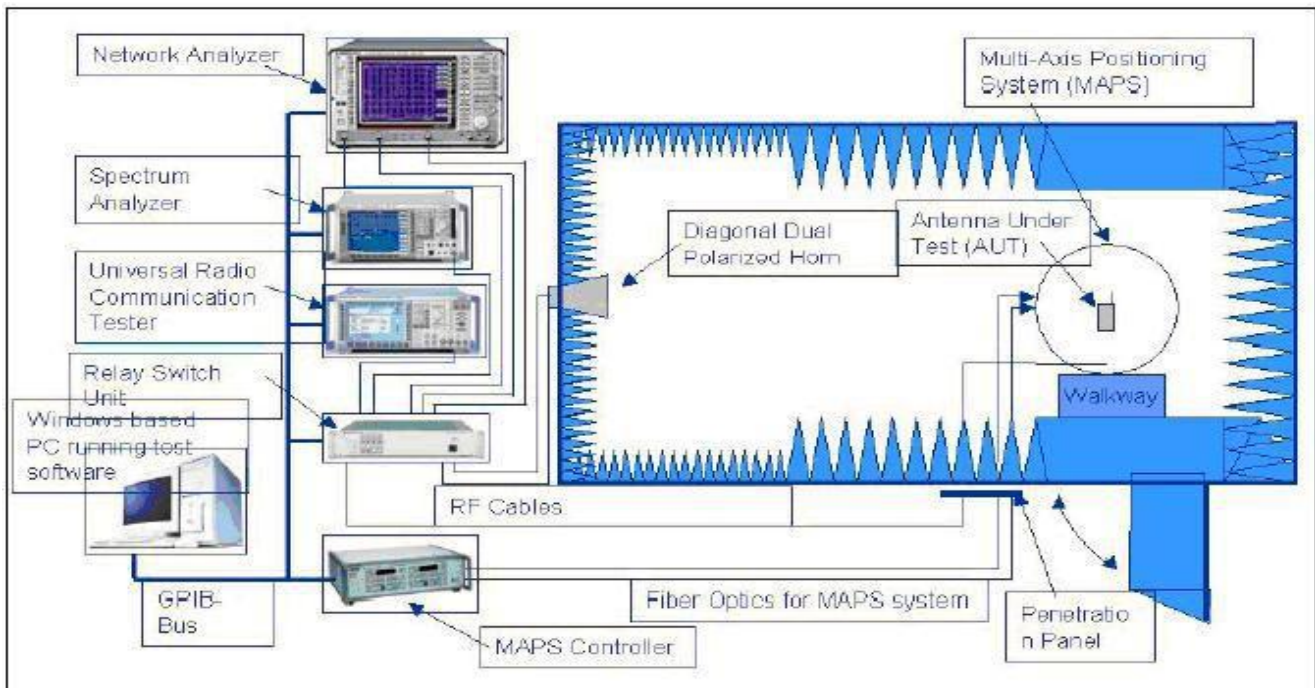 Network Analyzer
Multi-Axis Positioning
System (MAPS)
Spectrum
Analyzer
Diagonal Dual
Polarized Horn
Antenna Under
Test (AUT)
Universal Radio
Communication
Tester
Relay Switch
Unit
Walkway
Windows based
PC running test
software
RF Cables
GPIB-
Bus
Fiber Optics for MAPS system
Penetratio
n Panel
MAPS Controller